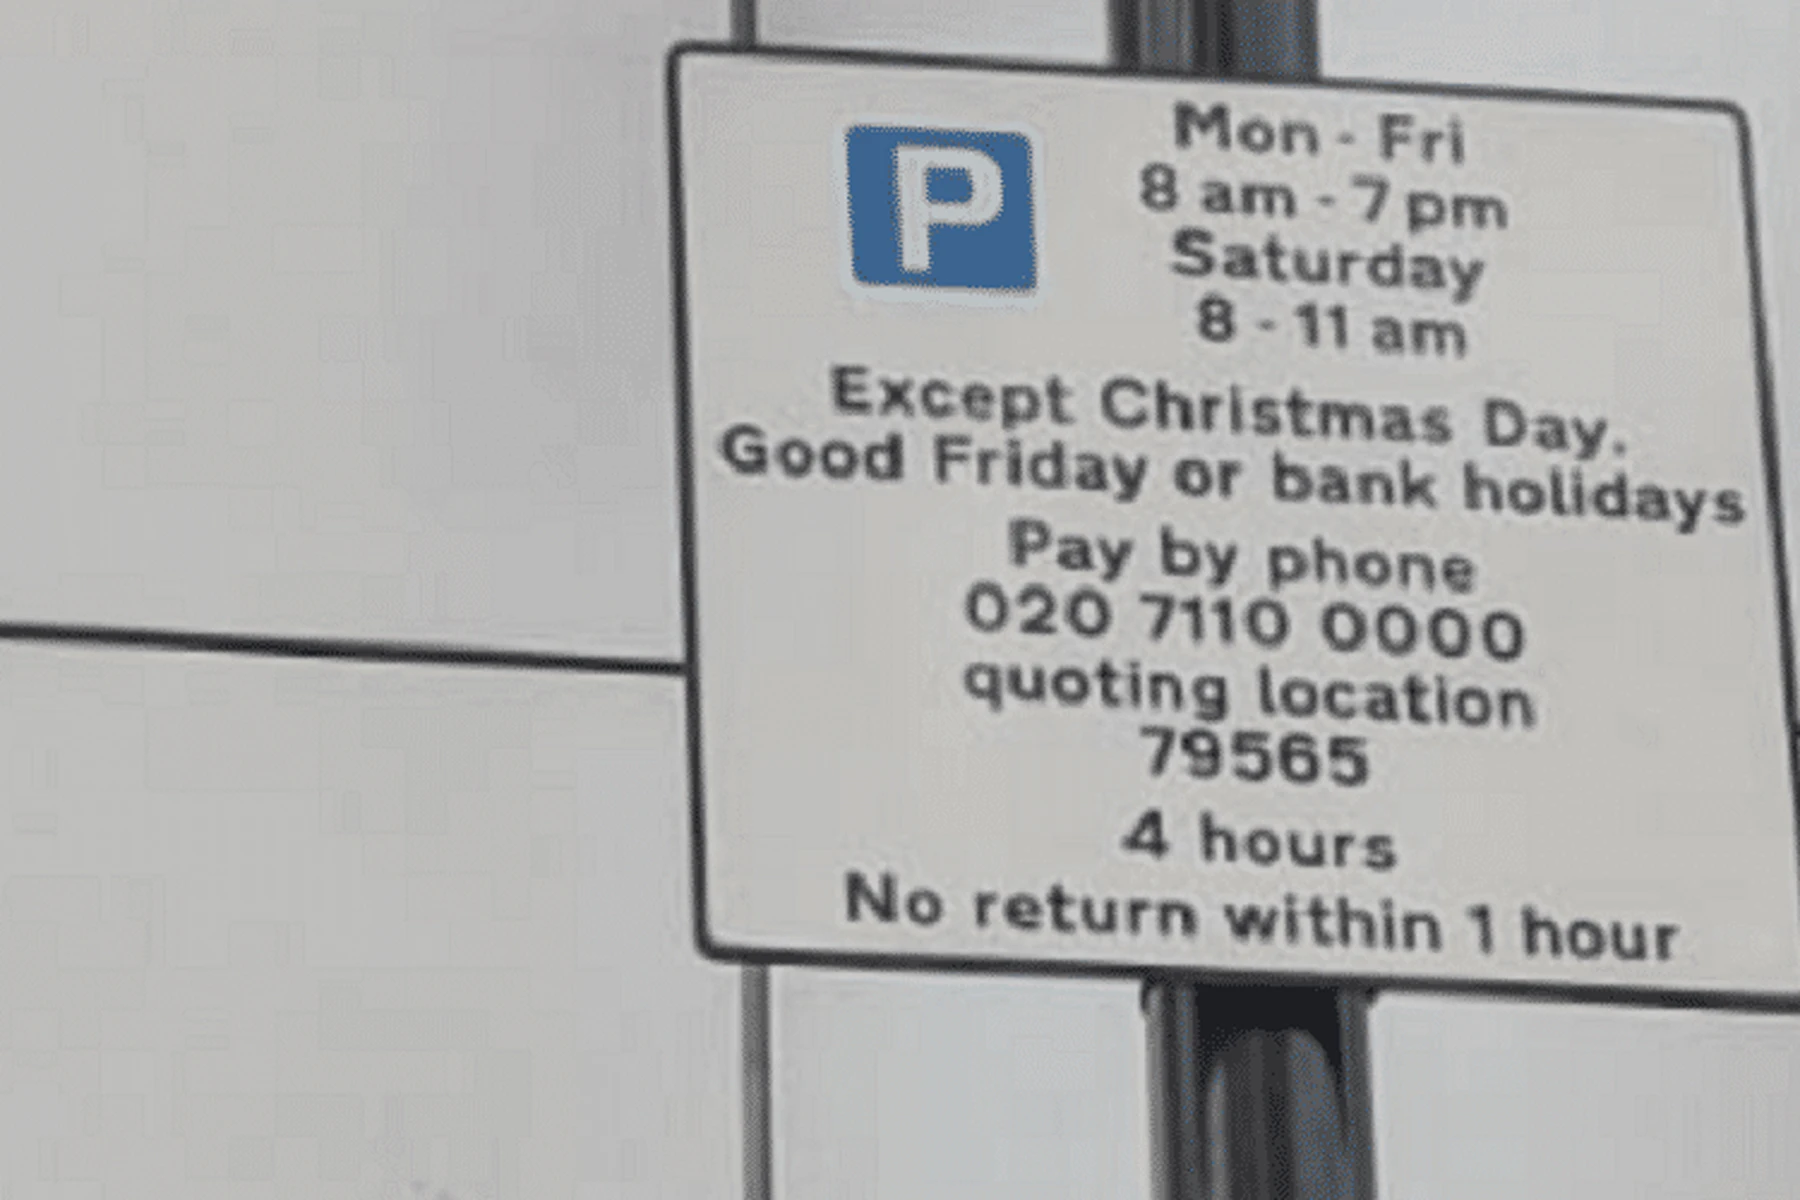 P
Mon - Fri
8 am - 7 pm
Saturday
8 - 11 am
Except Christmas Day.
Good Friday or bank holidays
Pay by phone
020 7110 0000
quoting location
79565
4 hours
No return within 1 hour